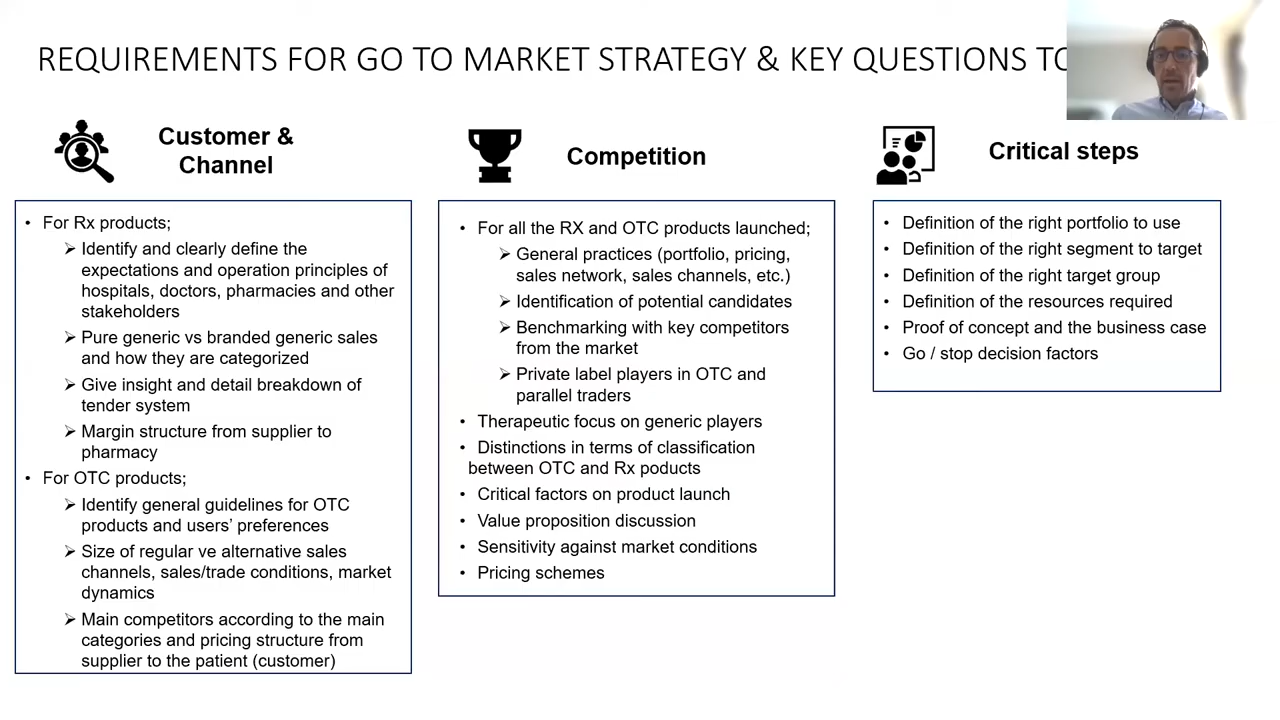 REQUIREMENTS FOR GO TO MARKET STRATEGY & KEY QUESTIONS TO
Customer &
Channel
• For Rx products;
➢ Identify and clearly define the
expectations and operation principles of
hospitals, doctors, pharmacies and other
stakeholders
➢ Pure generic vs branded generic sales
and how they are categorized
➢ Give insight and detail breakdown of
tender system
➢ Margin structure from supplier to
pharmacy
• For OTC products;
➢ Identify general guidelines for OTC
products and users’ preferences
➢ Size of regular ve alternative sales
channels, sales/trade conditions, market
dynamics
➢ Main competitors according to the main
categories and pricing structure from
supplier to the patient (customer)
Competition
• For all the RX and OTC products launched;
➢ General practices (portfolio, pricing,
sales network, sales channels, etc.)
➢ Identification of potential candidates
➢ Benchmarking with key competitors
from the market
➢ Private label players in OTC and
parallel traders
• Therapeutic focus on generic players
• Distinctions in terms of classification
between OTC and Rx poducts
• Critical factors on product launch
• Value proposition discussion
• Sensitivity against market conditions
• Pricing schemes
Critical steps
• Definition of the right portfolio to use
• Definition of the right segment to target
• Definition of the right target group
• Definition of the resources required
• Proof of concept and the business case
• Go / stop decision factors